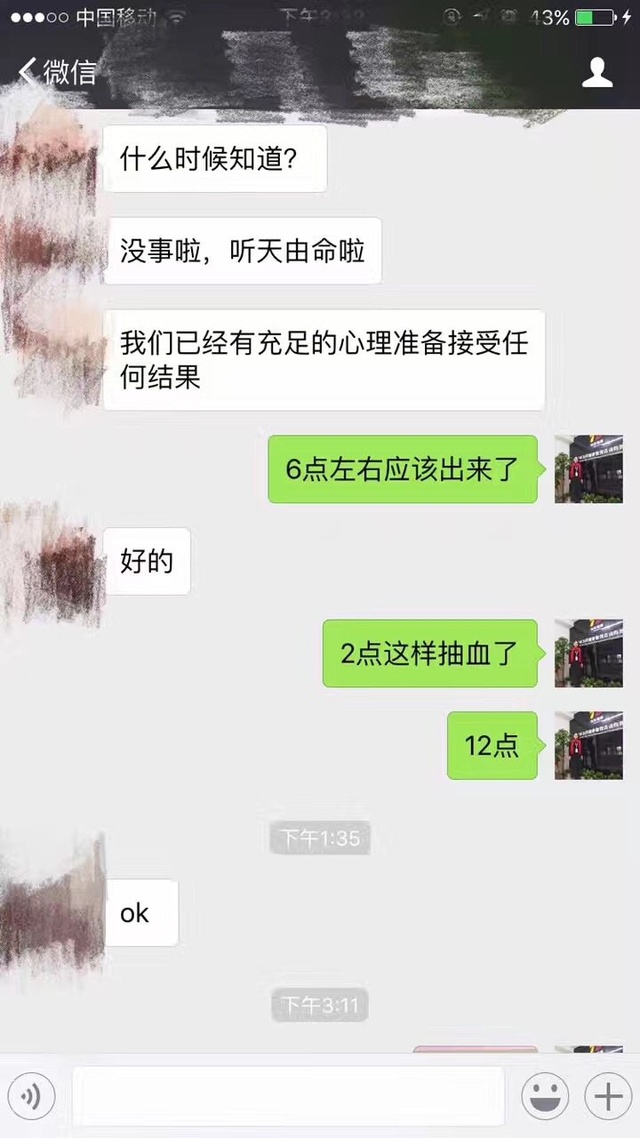 中国移动
43%
微信
什么时候知道?
没事啦，听天由命啦
我们已经有充足的心理准备接受任
何结果
6点左右应该出来了
好的
2点这样抽血了
12点
下午1:35
ok
下午3:11